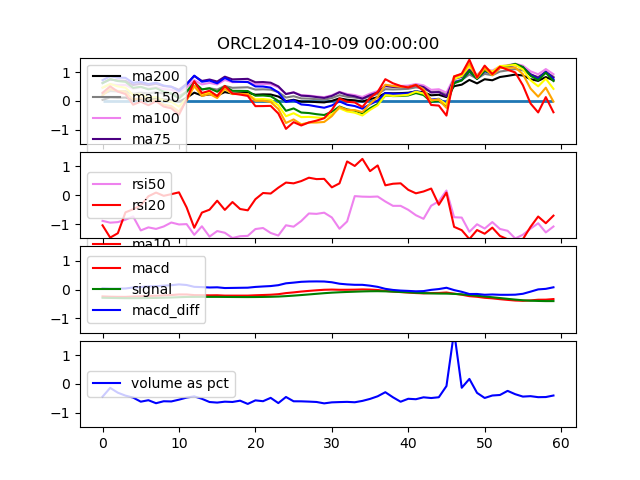 ORCL2014-10-09 00:00:00
1
0
−1
ma200
ma150
ma100
ma75
1
0
−1
rsi50
rsi20
ma10
1
0
−1
macd
signal
macd_diff
1
0
−1
volume as pct
0 10 20 30 40 50 60